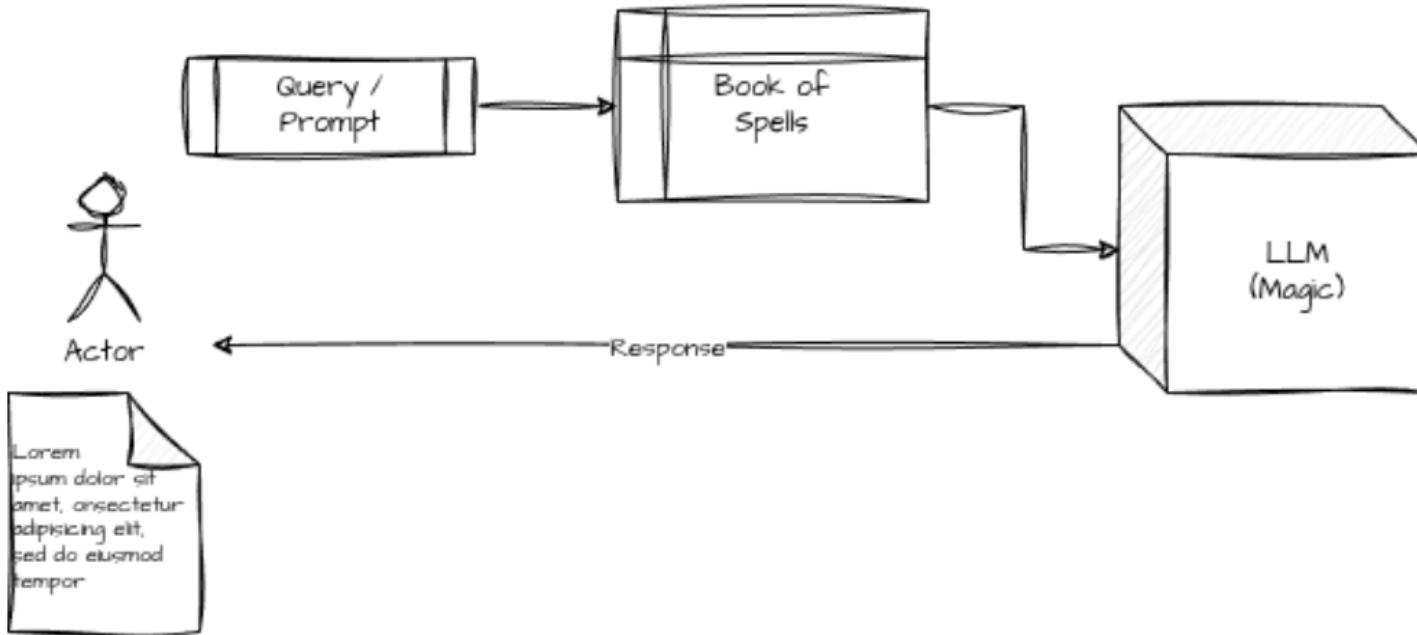 Query /
Prompt
Book of
Spells
LLM
(Magic)
Actor
Response
Lorem
ipsum dolor sit
amet, onsectetur
adipisicing elit,
sed do eiusmod
tempor